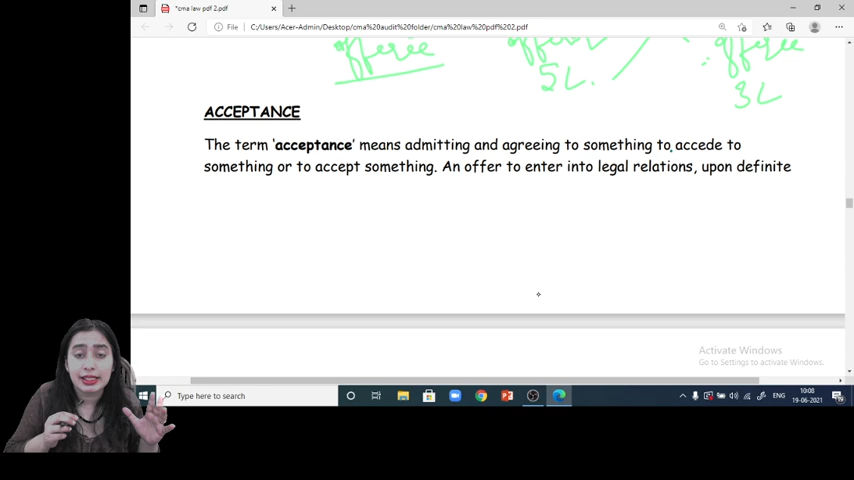 *cma law pdf 2.pdf
File C:/Users/Acer-Admin/Desktop/cma%20audit%20folder/cma%20law%20pdf%202.pdf
offeree offeree
5L.
3L
ACCEPTANCE
The term ‘acceptance’ means admitting and agreeing to something to accede to
something or to accept something. An offer to enter into legal relations, upon definite
Activate Windows
Go to Settings to activate Windows.
Type here to search
ENG
10:08
19-06-2021